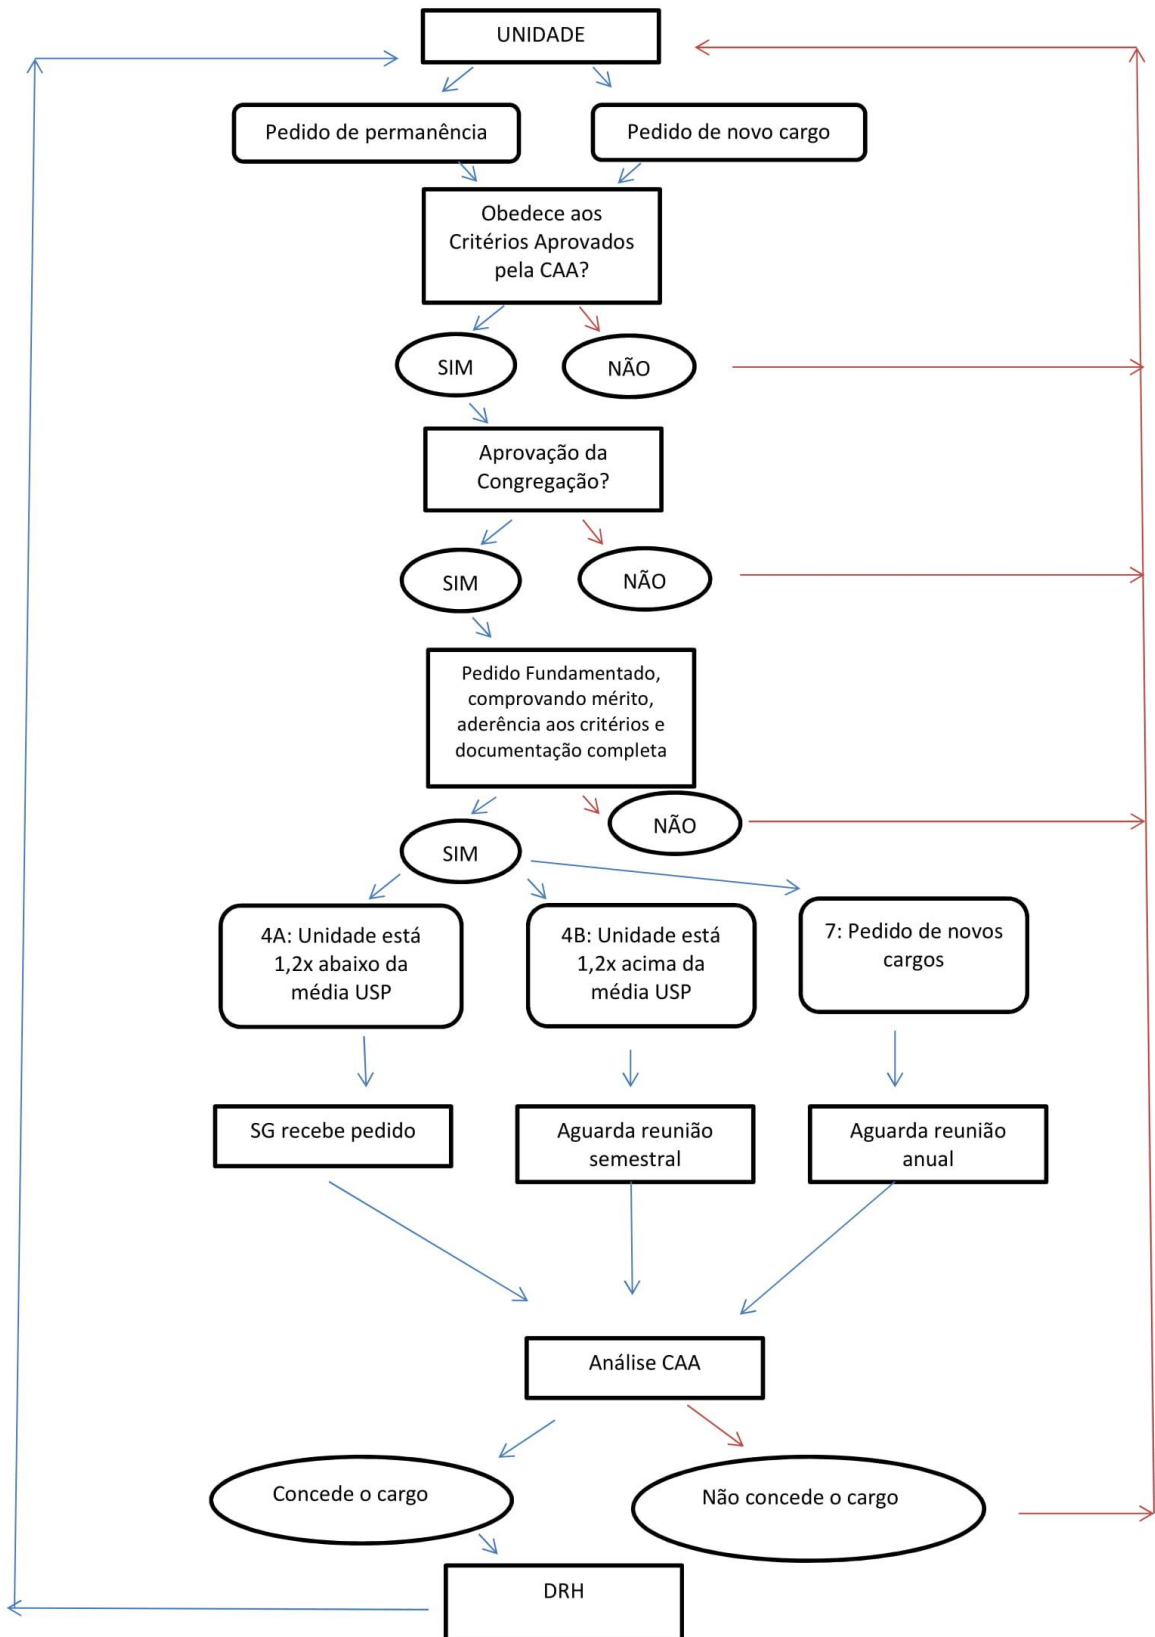 UNIDADE
Pedido de permanência
Pedido de novo cargo
Obedece aos
Critérios Aprovados
pela CAA?
SIM
NÃO
Aprovação da
Congregação?
SIM
NÃO
Pedido Fundamentado,
comprovando mérito,
aderência aos critérios e
documentação completa
NÃO
SIM
4A: Unidade está
1,2x abaixo da
média USP
4B: Unidade está
1,2x acima da
média USP
7: Pedido de novos
cargos
SG recebe pedido
Aguarda reunião
semestral
Aguarda reunião
anual
Análise CAA
Concede o cargo
Não concede o cargo
DRH